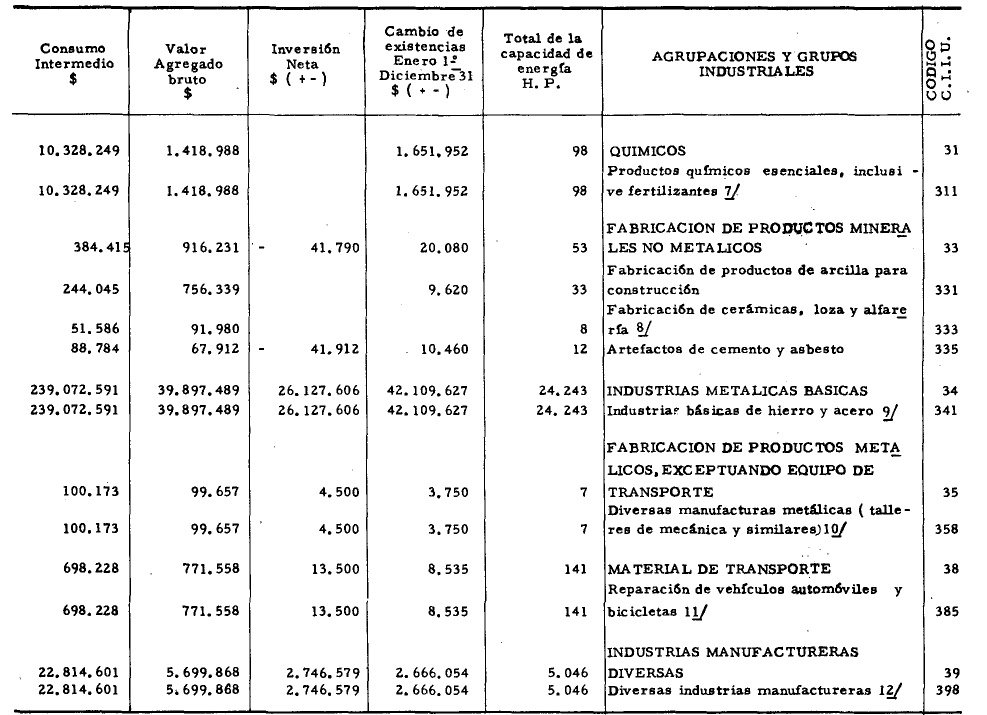 Consumo Intermedio $ Valor Agregado bruto $ Inversión Neta $ ( + - ) Cambio de existencias Enero 1º Diciembre 31 $ ( + - ) Total de la capacidad de energía H. P. AGRUPACIONES Y GRUPOS INDUSTRIALES CODIGO C.I.I.U.
10.328.249 1.418.988 1.651.952 98 QUIMICOS 31
Productos químicos esenciales, inclusi -
10.328.249 1.418.988 1.651.952 98 ve fertilizantes 7/ 311
FABRICACION DE PRODUCTOS MINERA
384.415 916.231 - 41.790 20.080 53 LES NO METALICOS 33
Fabricación de productos de arcilla para
244.045 756.339 9.620 33 construcción 331
Fabricación de cerámicas, loza y alfare
51.586 91.980 8 ría 8/ 333
88.784 67.912 - 41.912 10.460 12 Artefactos de cemento y asbesto 335
239.072.591 39.897.489 26.127.606 42.109.627 24.243 INDUSTRIAS METALICAS BASICAS 34
239.072.591 39.897.489 26.127.606 42.109.627 24.243 Industrias básicas de hierro y acero 9/ 341
FABRICACION DE PRODUCTOS META
LICOS, EXCEPTUANDO EQUIPO DE
100.173 99.657 4.500 3.750 7 TRANSPORTE 35
Diversas manufacturas metálicas ( talle-
100.173 99.657 4.500 3.750 7 res de mecánica y similares) 10/ 358
698.228 771.558 13.500 8.535 141 MATERIAL DE TRANSPORTE 38
Reparación de vehículos automóviles y
698.228 771.558 13.500 8.535 141 bicicletas 11/ 385
INDUSTRIAS MANUFACTURERAS
22.814.601 5.699.868 2.746.579 2.666.054 5.046 DIVERSAS 39
22.814.601 5.699.868 2.746.579 2.666.054 5.046 Diversas industrias manufactureras 12/ 398